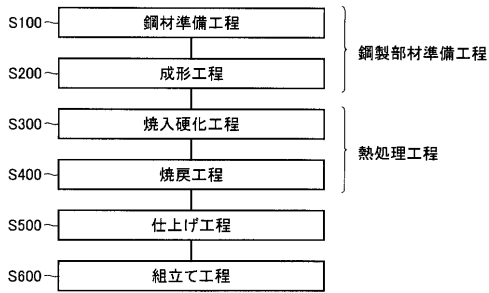 S100 鋼材準備工程
鋼製部材準備工程
S200 成形工程
S300 焼入硬化工程
熱処理工程
S400 焼戻工程
S500 仕上げ工程
S600 組立て工程